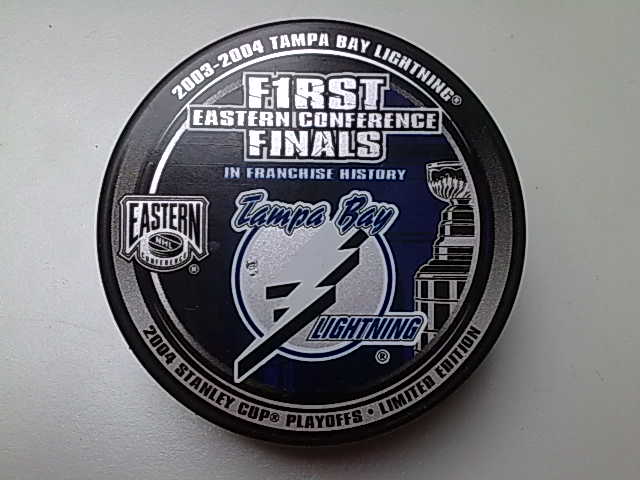 2003-2004 TAMPA BAY LIGHTNING®
F1RST
EASTERN CONFERENCE
FINALS
IN FRANCHISE HISTORY
EASTERN
NHL
CONFERENCE
®
Tampa Bay
LIGHTNING
®
2004 STANLEY CUP® PLAYOFFS • LIMITED EDITION